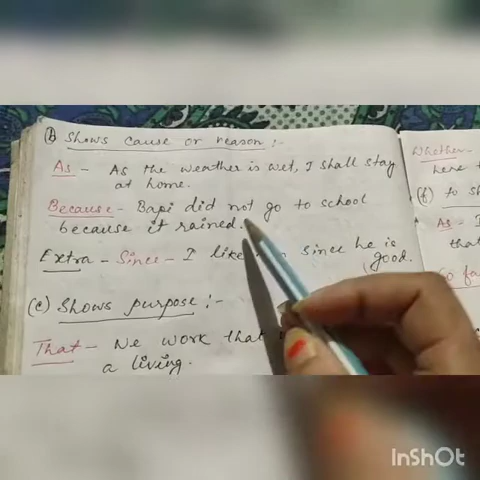 (b) Shows cause or reason :-
As - As the weather is wet, I shall stay
at home.
Because - Bapi did not go to school
because it rained.
Extra - Since - I like since he is
good.
(c) Shows purpose :-
That - We work that
a living.
Whether -
here t
(f) to sh
As - I
that
So fa
InShOt